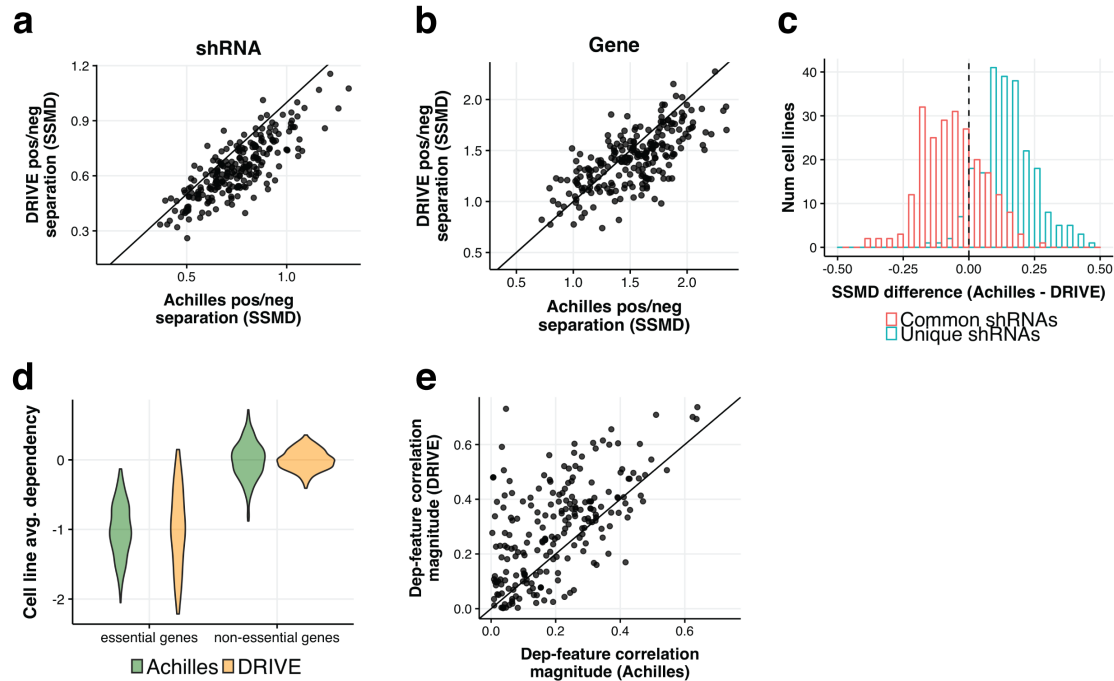 a
shRNA
DRIVE pos/neg
separation (SSMD)
1.2
0.9
0.6
0.3
0.5
1.0
Achilles pos/neg
separation (SSMD)
b
Gene
DRIVE pos/neg
separation (SSMD)
2.0
1.5
1.0
0.5
0.5
1.0
1.5
2.0
Achilles pos/neg
separation (SSMD)
c
Num cell lines
40
30
20
10
0
-0.50
-0.25
0.00
0.25
0.50
SSMD difference (Achilles - DRIVE)
Common shRNAs
Unique shRNAs
d
Cell line avg. dependency
0
-1
-2
essential genes
non-essential genes
Achilles
DRIVE
e
Dep-feature correlation
magnitude (DRIVE)
0.6
0.4
0.2
0.0
0.0
0.2
0.4
0.6
Dep-feature correlation
magnitude (Achilles)